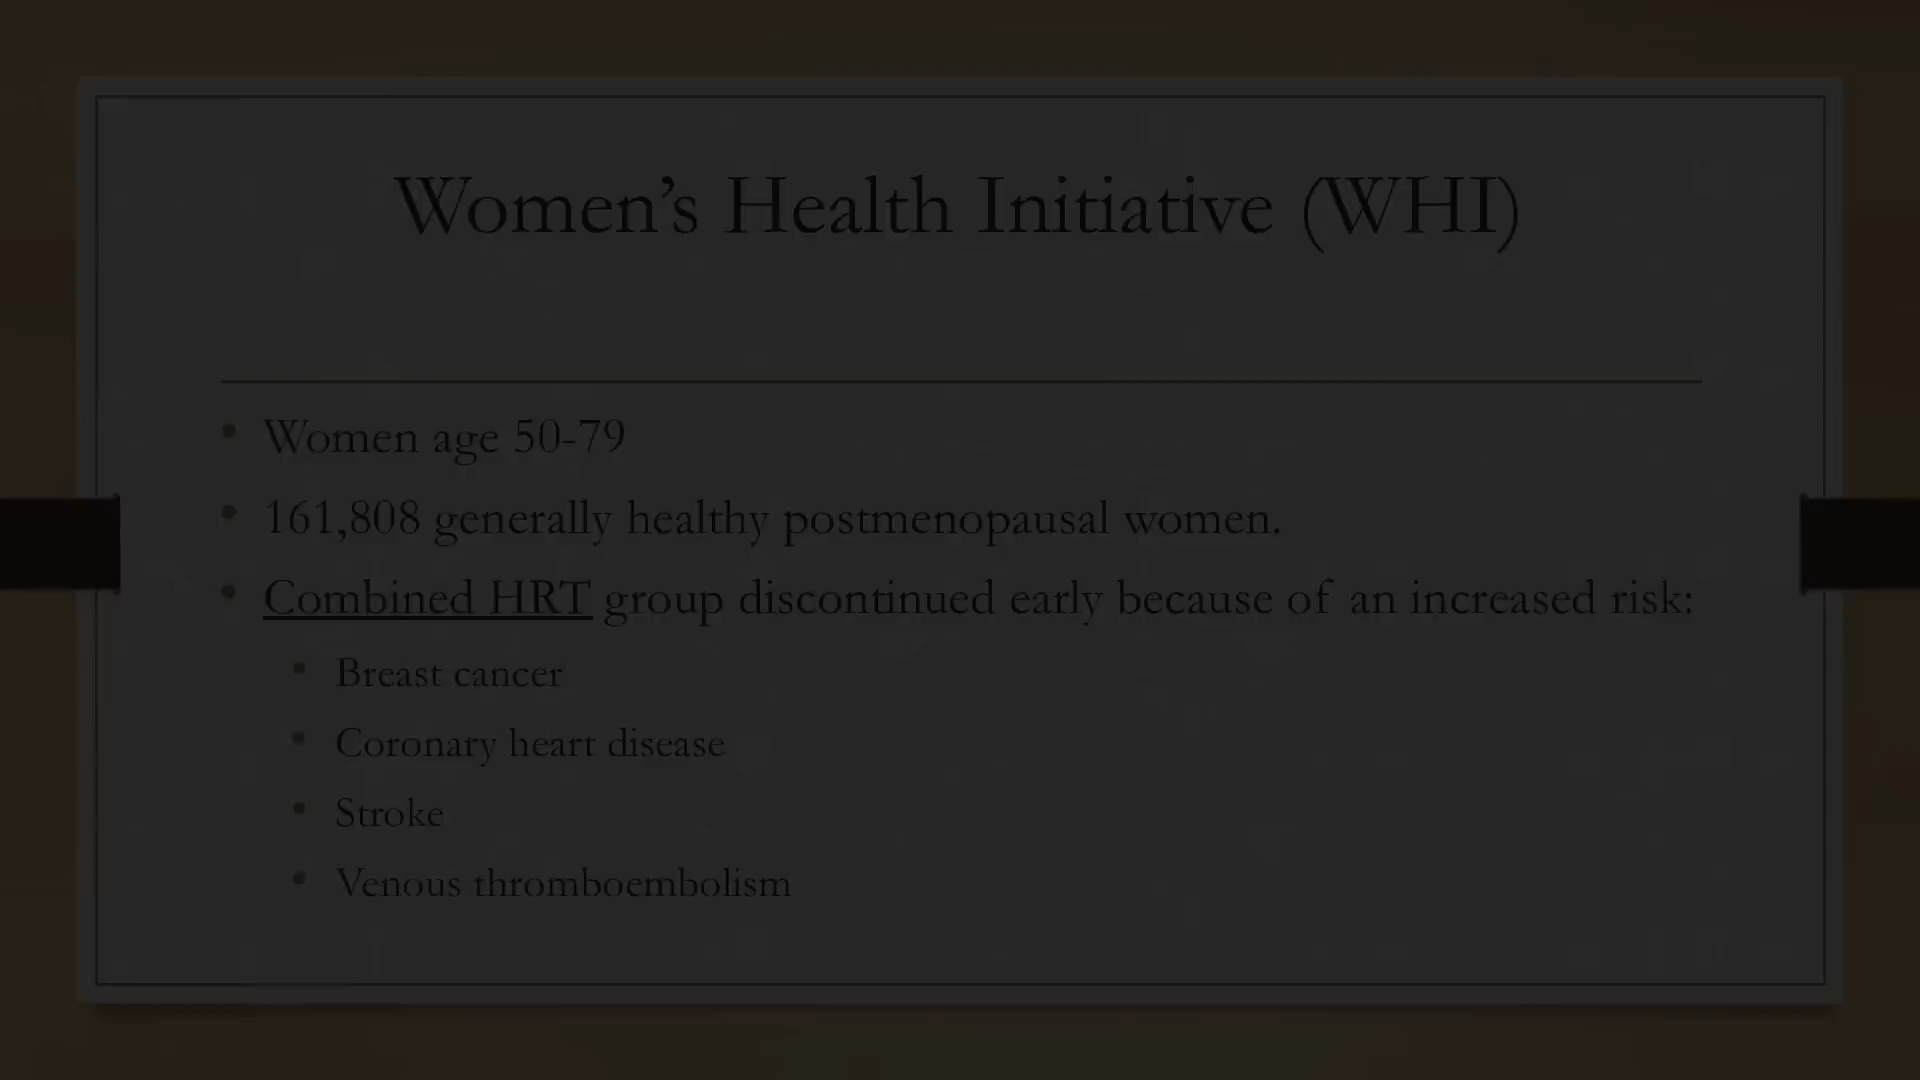 Women’s Health Initiative (WHI)
• Women age 50-79
• 161,808 generally healthy postmenopausal women.
• Combined HRT group discontinued early because of an increased risk:
• Breast cancer
• Coronary heart disease
• Stroke
• Venous thromboembolism